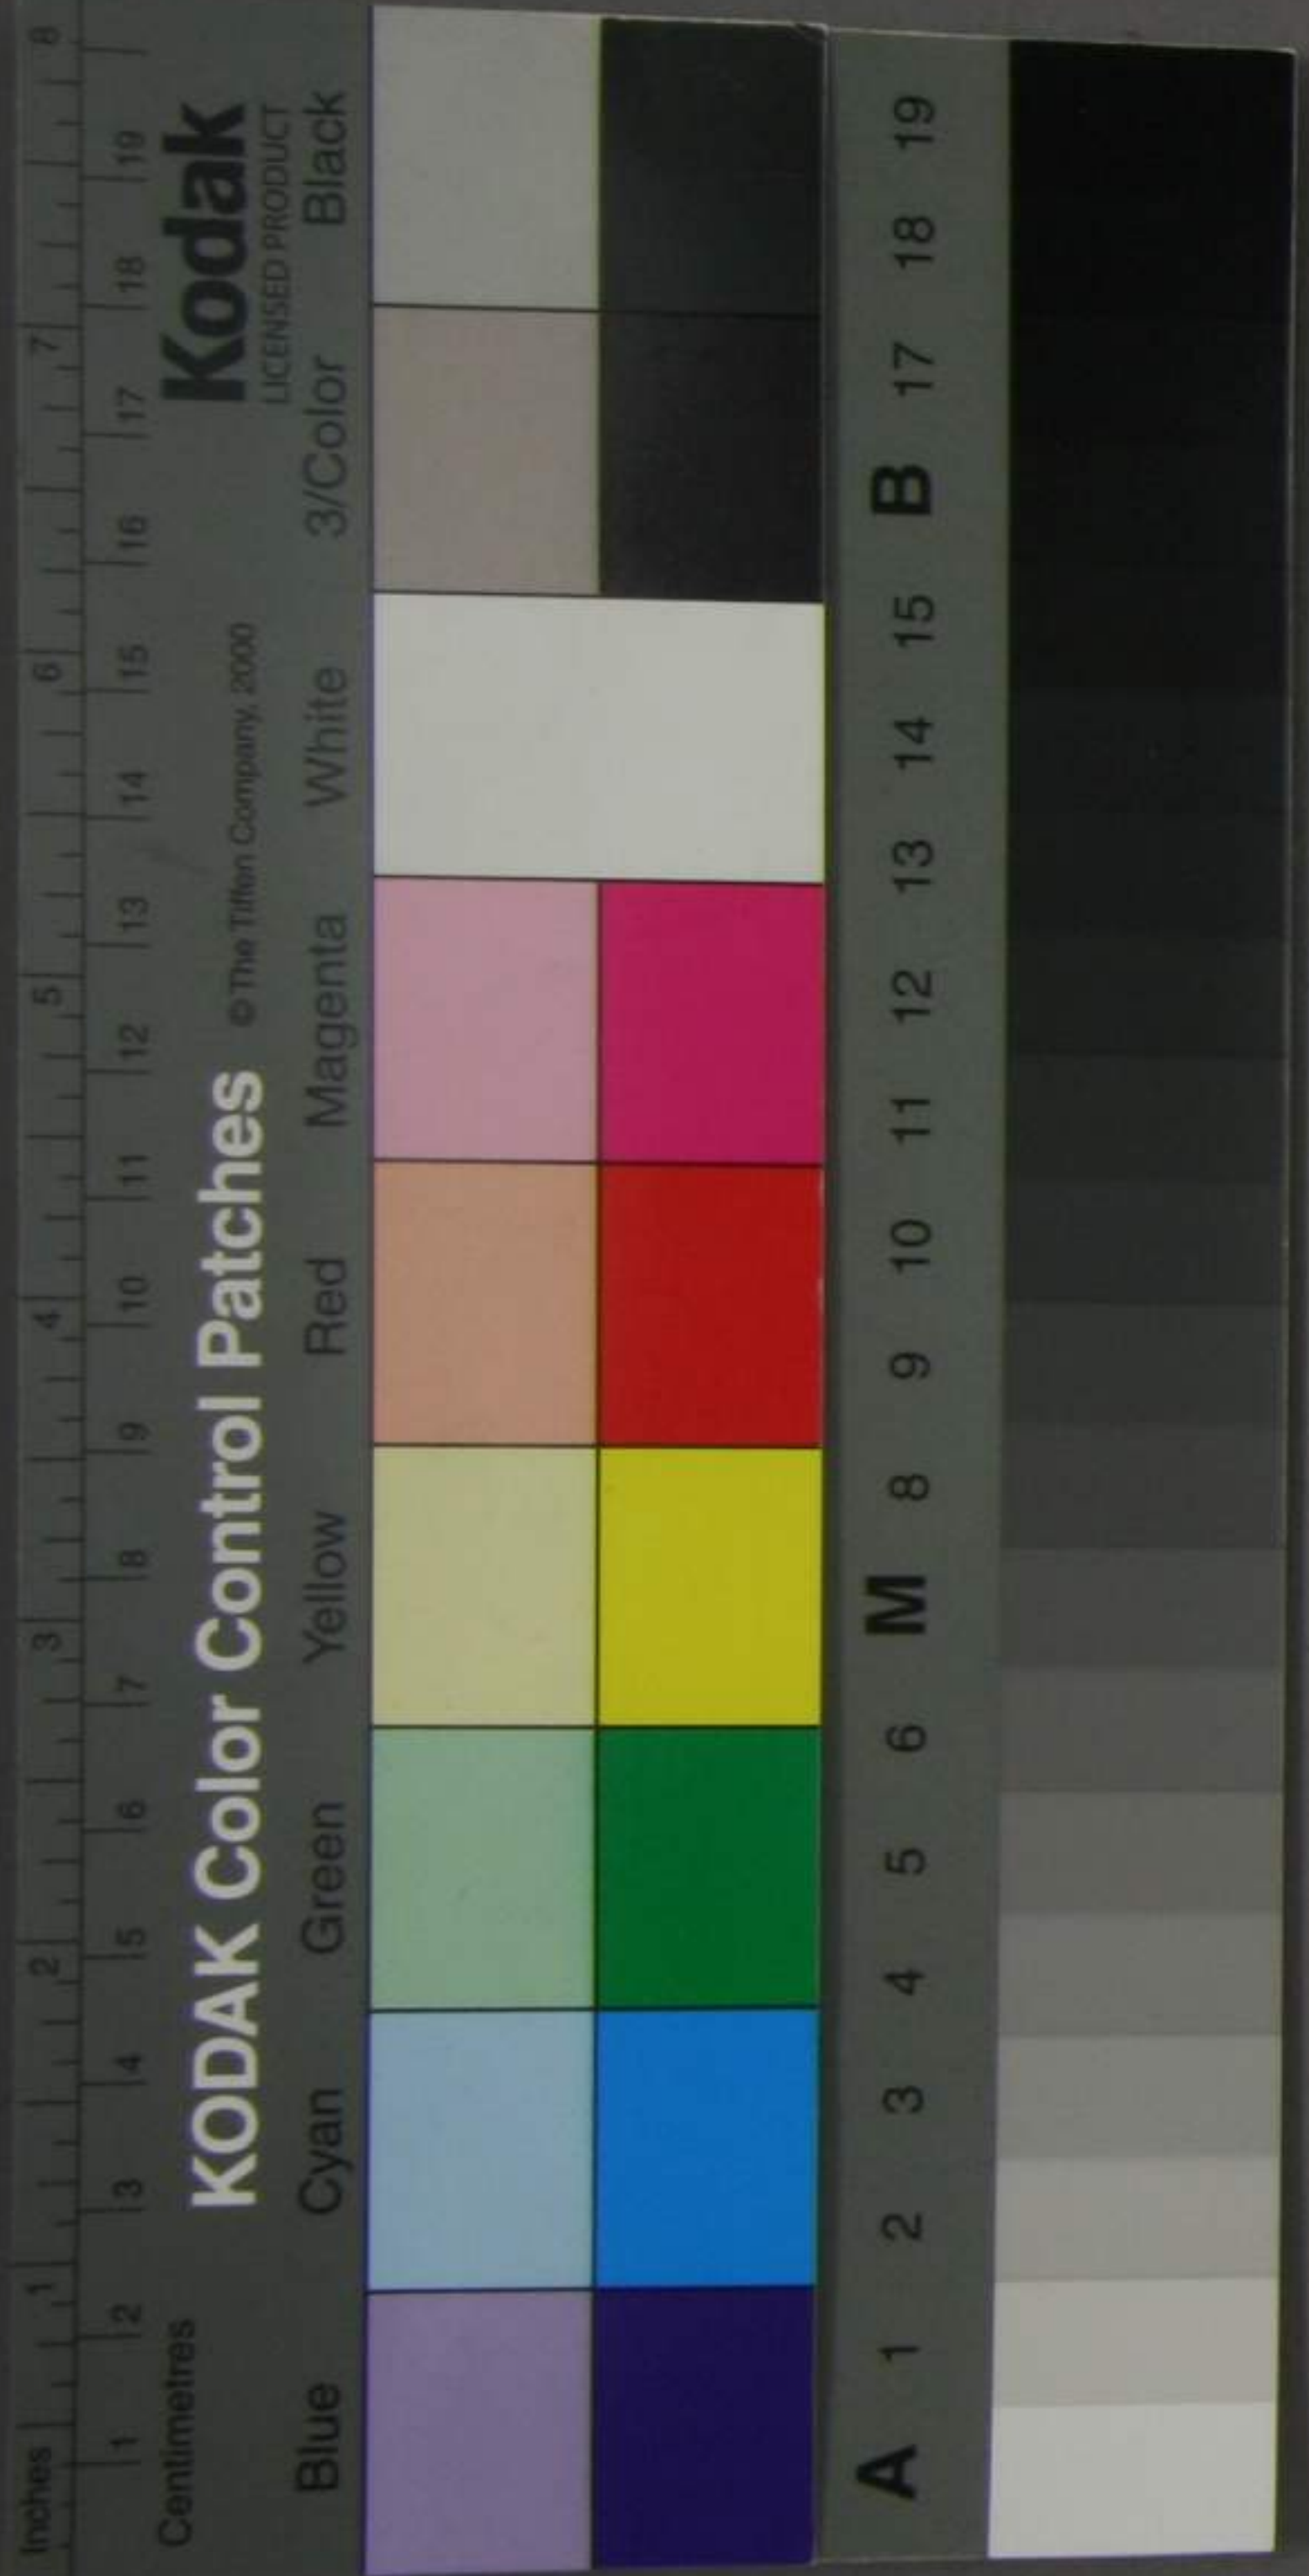 Inches 1 2 3 4 5 6 7 8
Centimetres 1 2 3 4 5 6 7 8 9 10 11 12 13 14 15 16 17 18 19
KODAK Color Control Patches © The Tiffen Company, 2000 Kodak
LICENSED PRODUCT
Blue Cyan Green Yellow Red Magenta White 3/Color Black
A 1 2 3 4 5 6 M 8 9 10 11 12 13 14 15 B 17 18 19